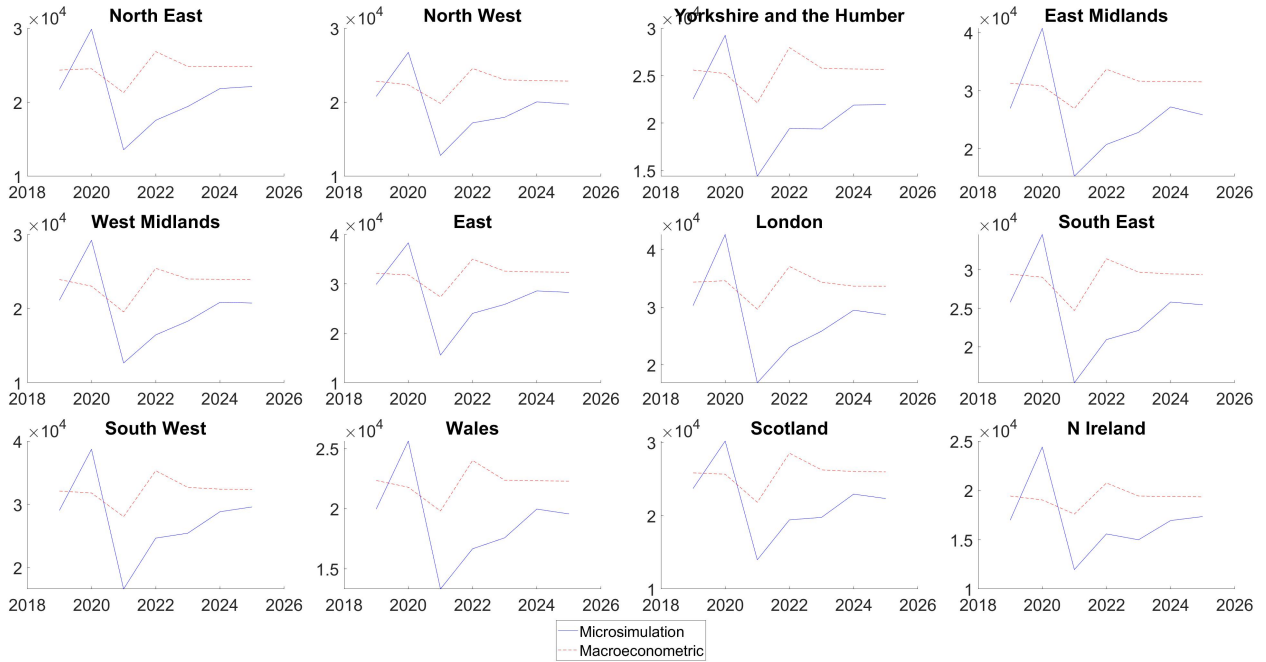 North East
×10⁴
3
2
1
2018 2020 2022 2024 2026
North West
×10⁴
3
2
1
2018 2020 2022 2024 2026
Yorkshire and the Humber
×10⁴
3
2.5
2
1.5
2018 2020 2022 2024 2026
East Midlands
×10⁴
4
3
2
2018 2020 2022 2024 2026
West Midlands
×10⁴
3
2
1
2018 2020 2022 2024 2026
East
×10⁴
4
3
2
1
2018 2020 2022 2024 2026
London
×10⁴
4
3
2
2018 2020 2022 2024 2026
South East
×10⁴
3
2.5
2
2018 2020 2022 2024 2026
South West
×10⁴
4
3
2
2018 2020 2022 2024 2026
Wales
×10⁴
2.5
2
1.5
2018 2020 2022 2024 2026
Scotland
×10⁴
3
2
1
2018 2020 2022 2024 2026
N Ireland
×10⁴
2.5
2
1.5
1
2018 2020 2022 2024 2026
Microsimulation
Macroeconometric